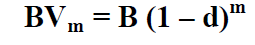 BVₘ = B (1 – d)ᵐ